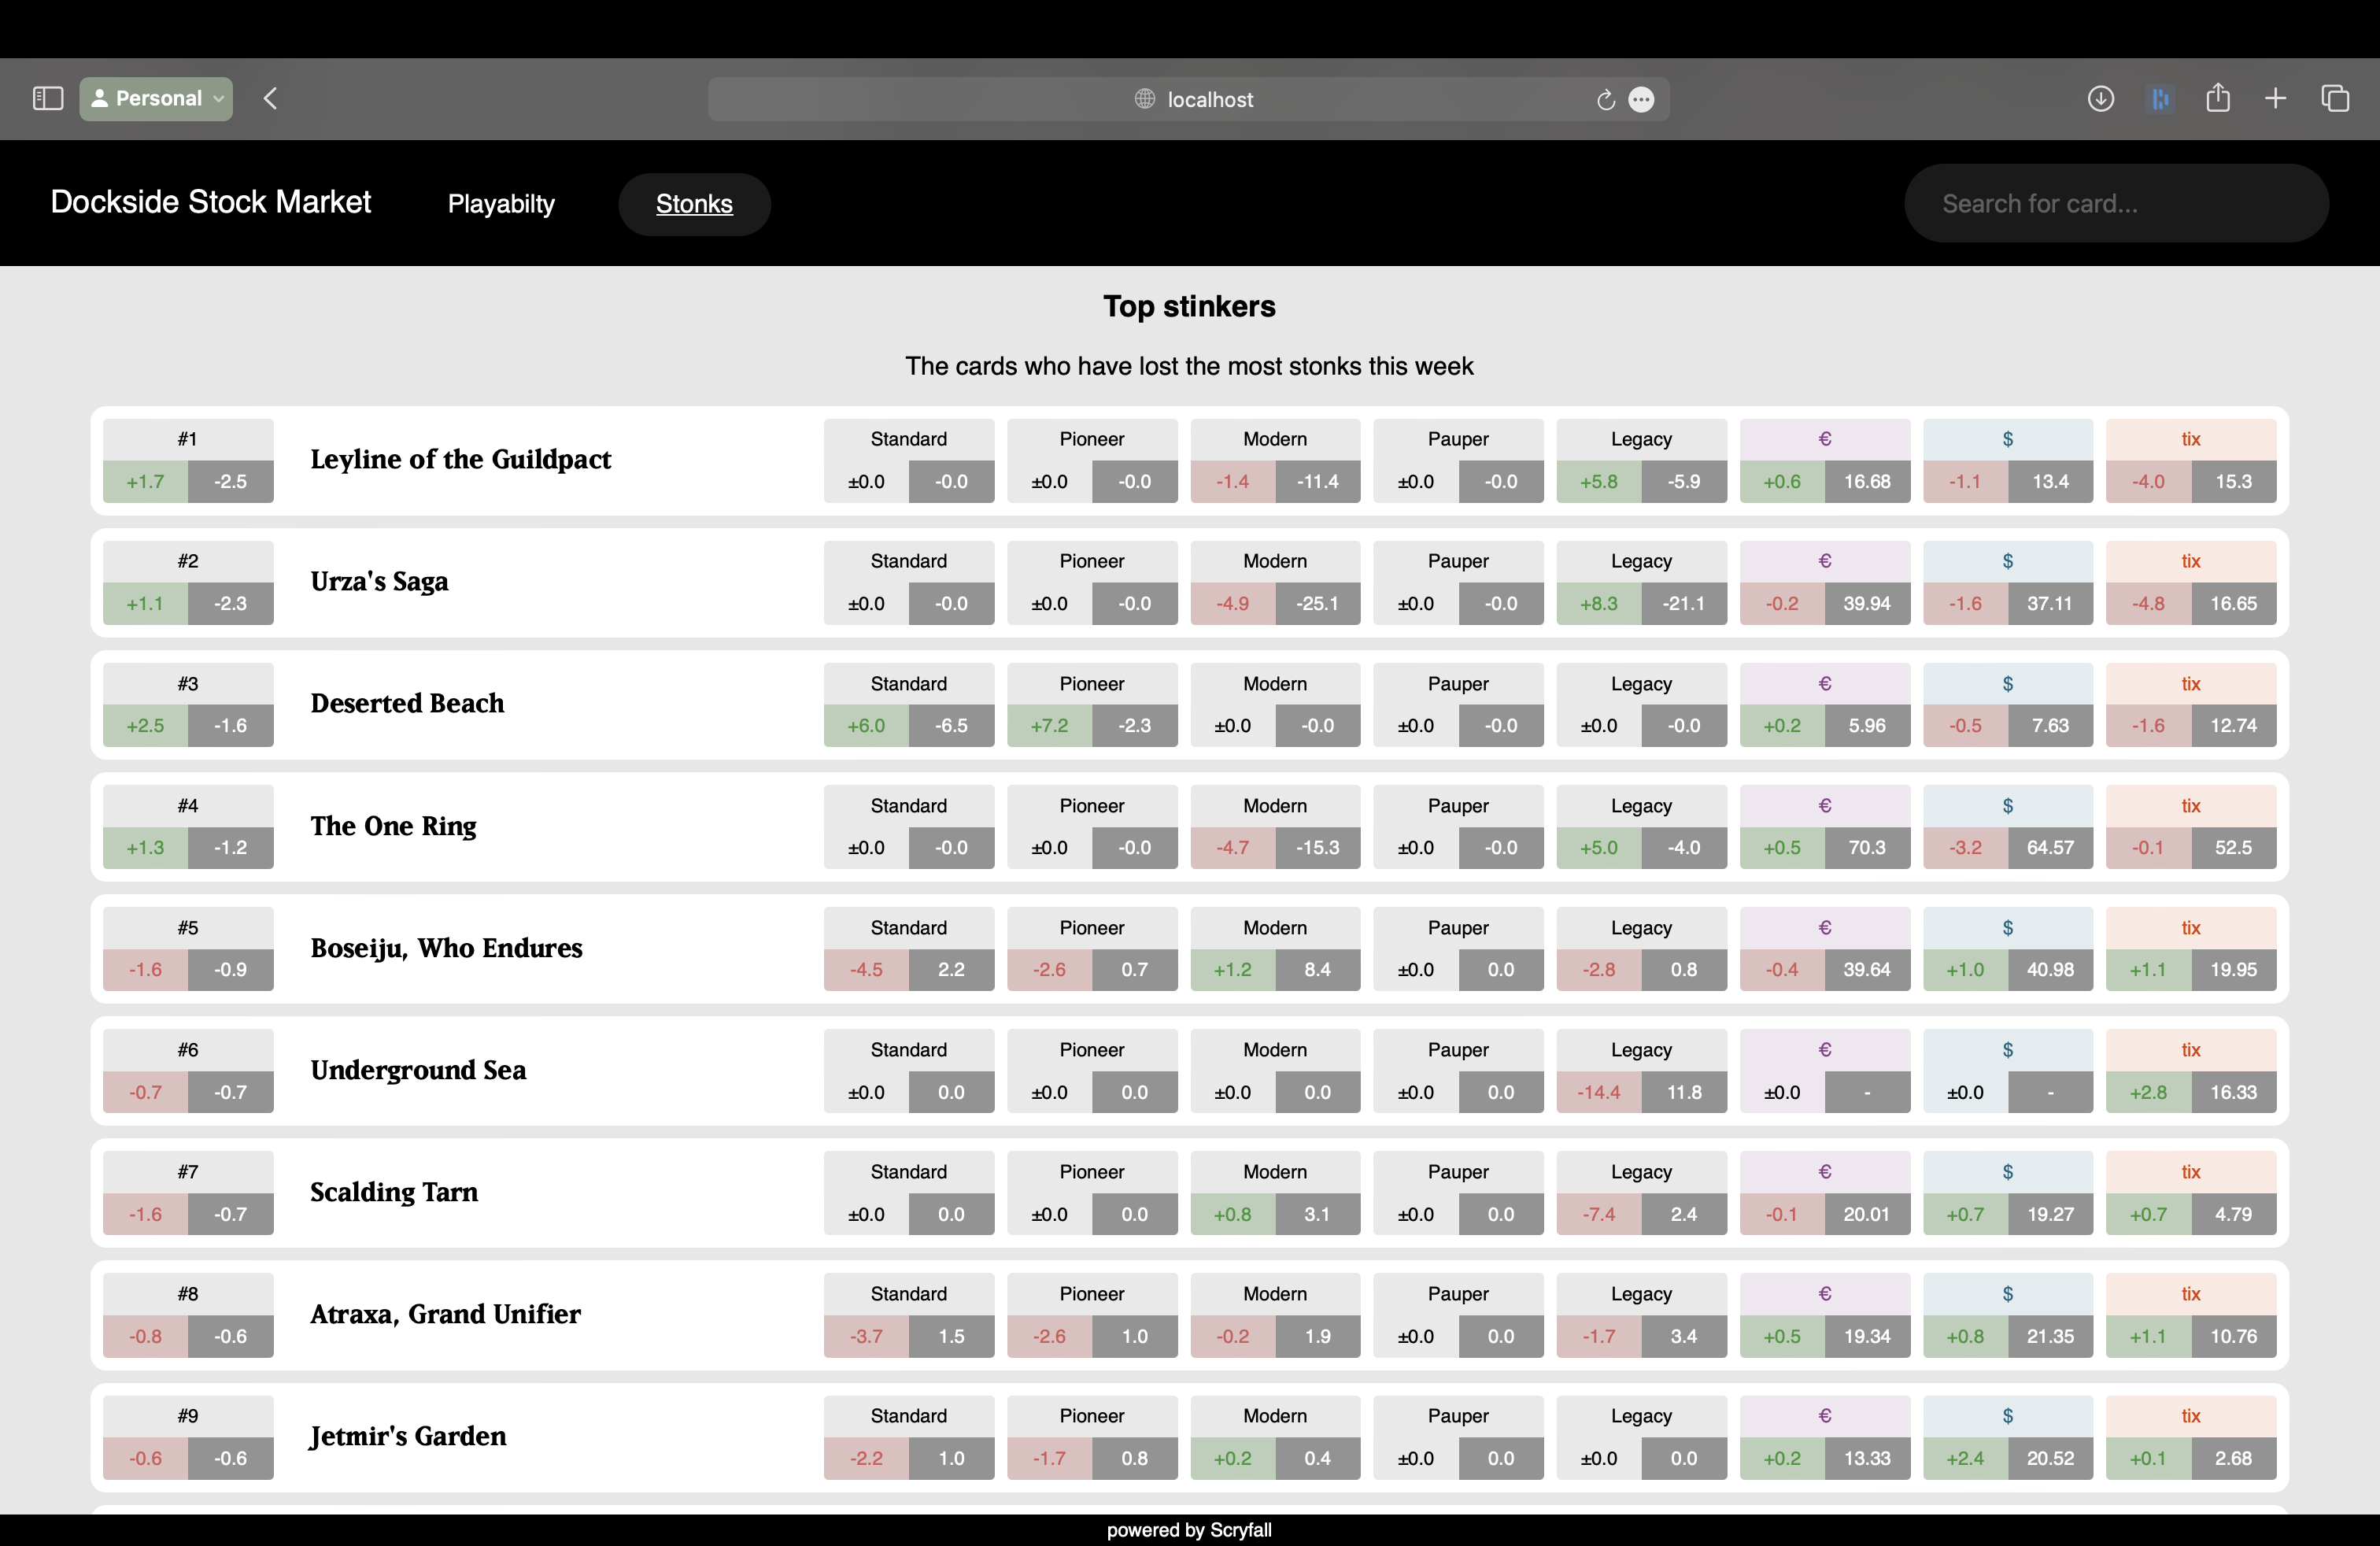 Personal
localhost
Dockside Stock Market Playabilty Stonks Search for card...
Top stinkers
The cards who have lost the most stonks this week
#1 Standard Pioneer Modern Pauper Legacy € $ tix
Leyline of the Guildpact
+1.7 -2.5 ±0.0 -0.0 ±0.0 -0.0 -1.4 -11.4 ±0.0 -0.0 +5.8 -5.9 +0.6 16.68 -1.1 13.4 -4.0 15.3
#2 Standard Pioneer Modern Pauper Legacy € $ tix
Urza's Saga
+1.1 -2.3 ±0.0 -0.0 ±0.0 -0.0 -4.9 -25.1 ±0.0 -0.0 +8.3 -21.1 -0.2 39.94 -1.6 37.11 -4.8 16.65
#3 Standard Pioneer Modern Pauper Legacy € $ tix
Deserted Beach
+2.5 -1.6 +6.0 -6.5 +7.2 -2.3 ±0.0 -0.0 ±0.0 -0.0 ±0.0 -0.0 +0.2 5.96 -0.5 7.63 -1.6 12.74
#4 Standard Pioneer Modern Pauper Legacy € $ tix
The One Ring
+1.3 -1.2 ±0.0 -0.0 ±0.0 -0.0 -4.7 -15.3 ±0.0 -0.0 +5.0 -4.0 +0.5 70.3 -3.2 64.57 -0.1 52.5
#5 Standard Pioneer Modern Pauper Legacy € $ tix
Boseiju, Who Endures
-1.6 -0.9 -4.5 2.2 -2.6 0.7 +1.2 8.4 ±0.0 0.0 -2.8 0.8 -0.4 39.64 +1.0 40.98 +1.1 19.95
#6 Standard Pioneer Modern Pauper Legacy € $ tix
Underground Sea
-0.7 -0.7 ±0.0 0.0 ±0.0 0.0 ±0.0 0.0 ±0.0 0.0 -14.4 11.8 ±0.0 - ±0.0 - +2.8 16.33
#7 Standard Pioneer Modern Pauper Legacy € $ tix
Scalding Tarn
-1.6 -0.7 ±0.0 0.0 ±0.0 0.0 +0.8 3.1 ±0.0 0.0 -7.4 2.4 -0.1 20.01 +0.7 19.27 +0.7 4.79
#8 Standard Pioneer Modern Pauper Legacy € $ tix
Atraxa, Grand Unifier
-0.8 -0.6 -3.7 1.5 -2.6 1.0 -0.2 1.9 ±0.0 0.0 -1.7 3.4 +0.5 19.34 +0.8 21.35 +1.1 10.76
#9 Standard Pioneer Modern Pauper Legacy € $ tix
Jetmir's Garden
-0.6 -0.6 -2.2 1.0 -1.7 0.8 +0.2 0.4 ±0.0 0.0 ±0.0 0.0 +0.2 13.33 +2.4 20.52 +0.1 2.68
powered by Scryfall